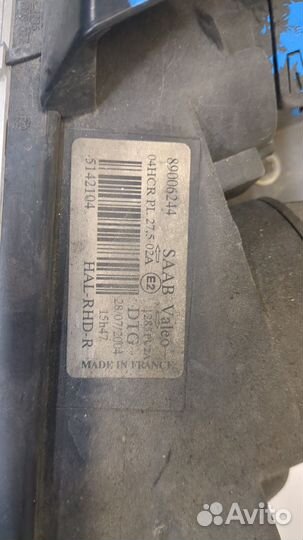 89006244
SAAB Valeo
04HCR PL 27,5 02A
E2
DTG
28/07/2004
15h47
5142104
HAL-RHD-R
MADE IN FRANCE
Avito